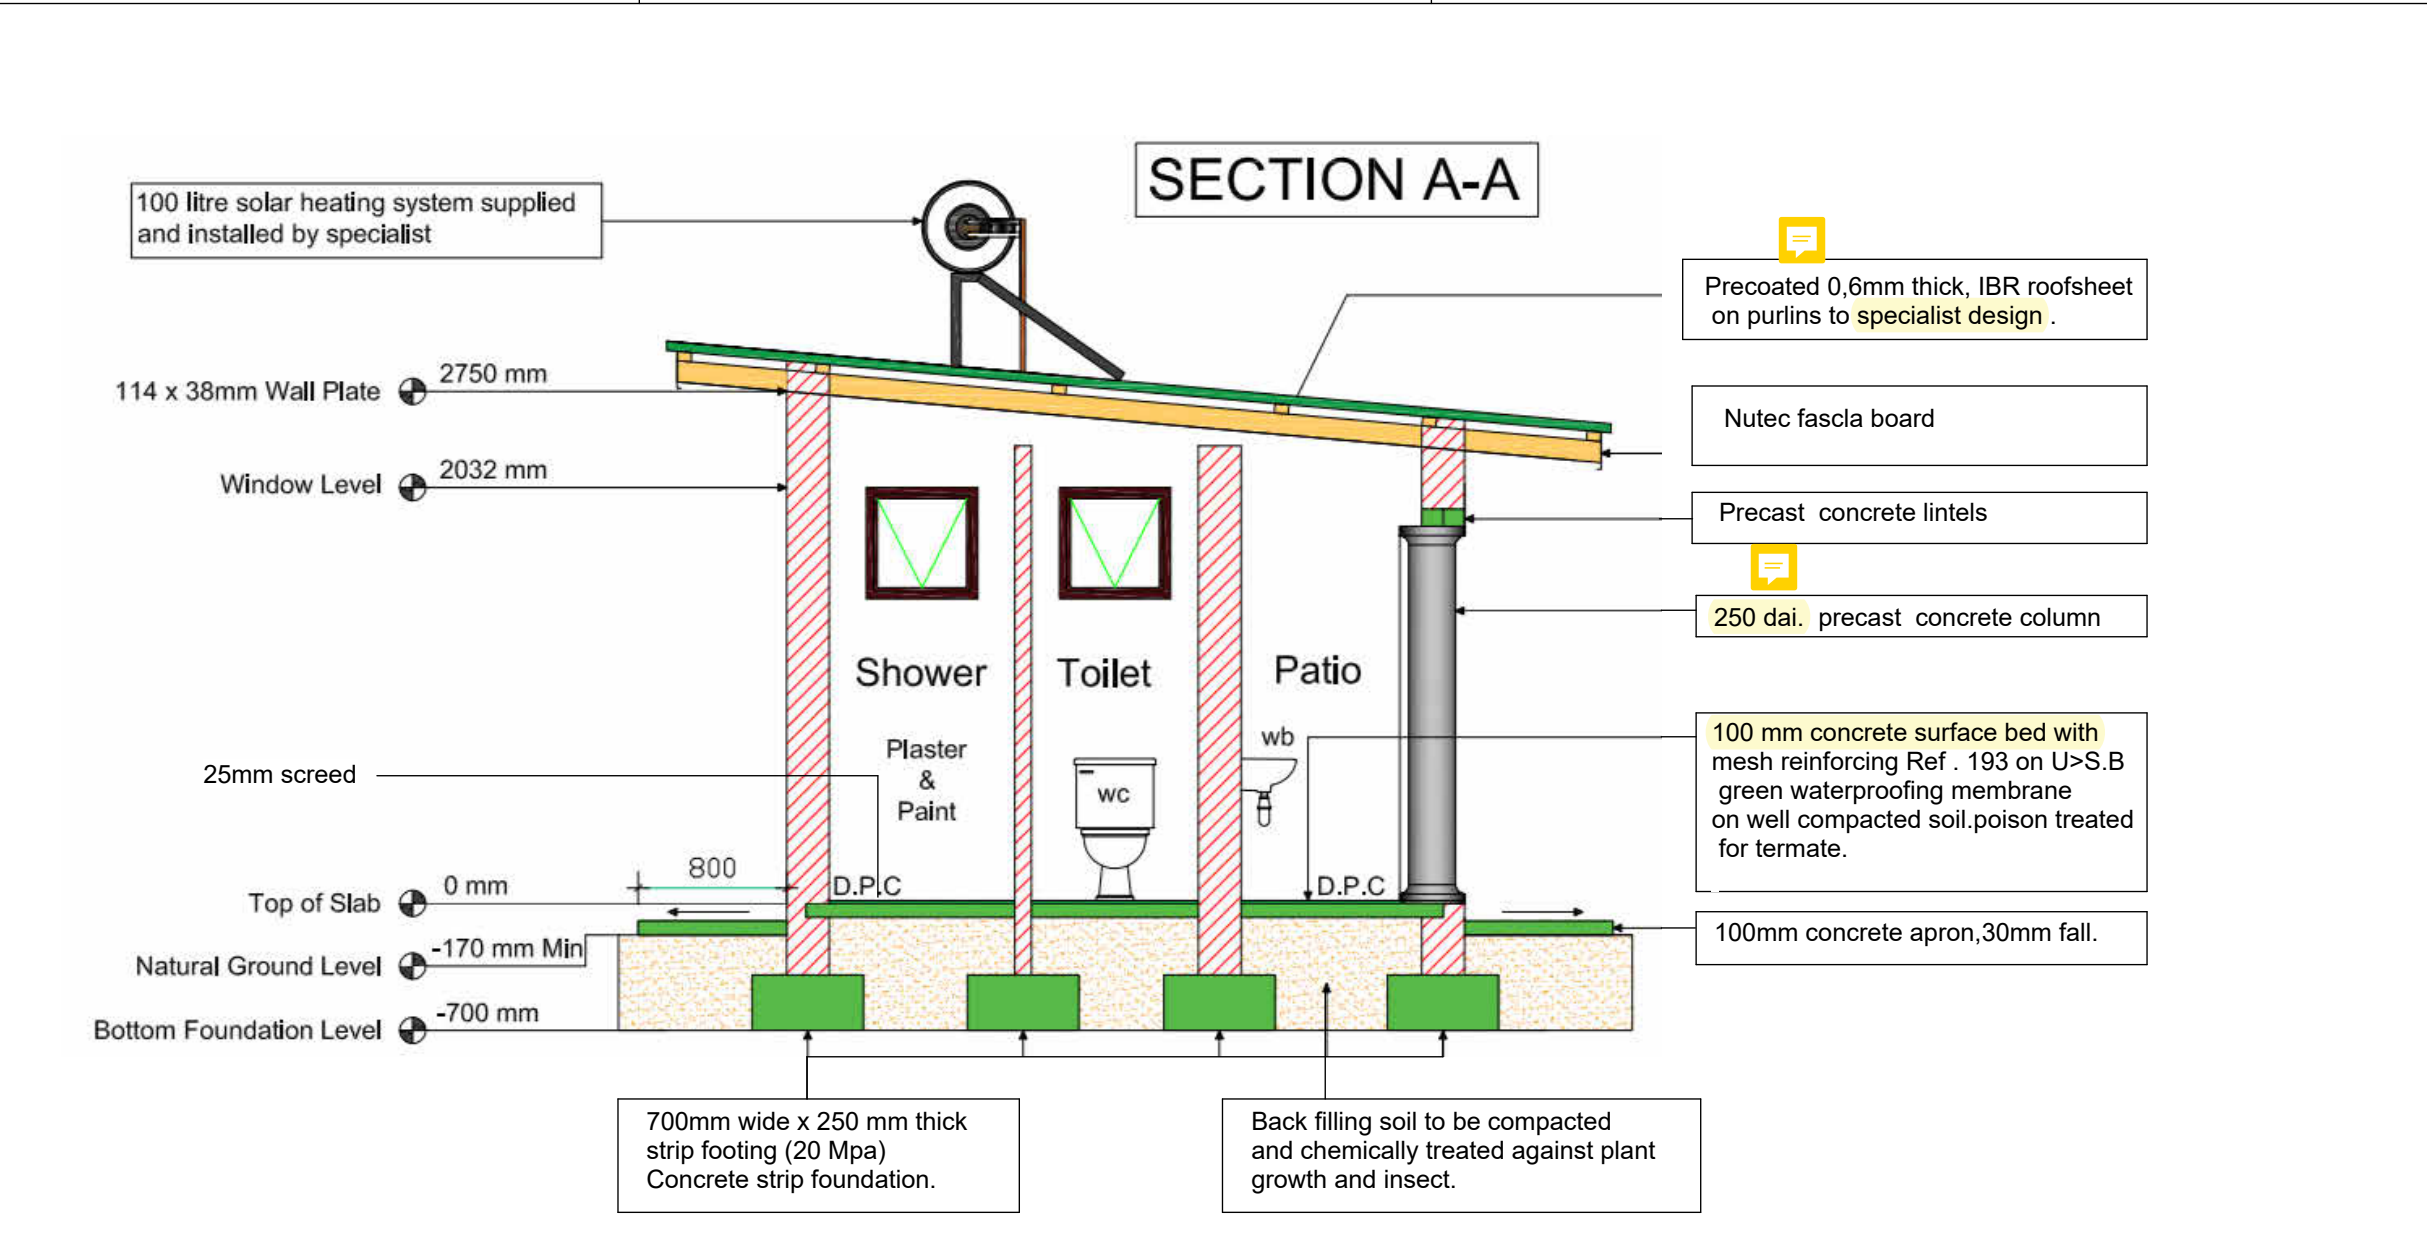 SECTION A-A
100 litre solar heating system supplied
and installed by specialist
Precoated 0,6mm thick, IBR roofsheet
on purlins to specialist design .
114 x 38mm Wall Plate
2750 mm
Nutec fascla board
Window Level
2032 mm
Precast concrete lintels
250 dai. precast concrete column
Shower
Toilet
Patio
Plaster
&
Paint
wb
wc
100 mm concrete surface bed with
mesh reinforcing Ref . 193 on U>S.B
green waterproofing membrane
on well compacted soil.poison treated
for termate.
25mm screed
800
D.P.C
D.P.C
Top of Slab
0 mm
100mm concrete apron,30mm fall.
Natural Ground Level
-170 mm Min
Bottom Foundation Level
-700 mm
700mm wide x 250 mm thick
strip footing (20 Mpa)
Concrete strip foundation.
Back filling soil to be compacted
and chemically treated against plant
growth and insect.